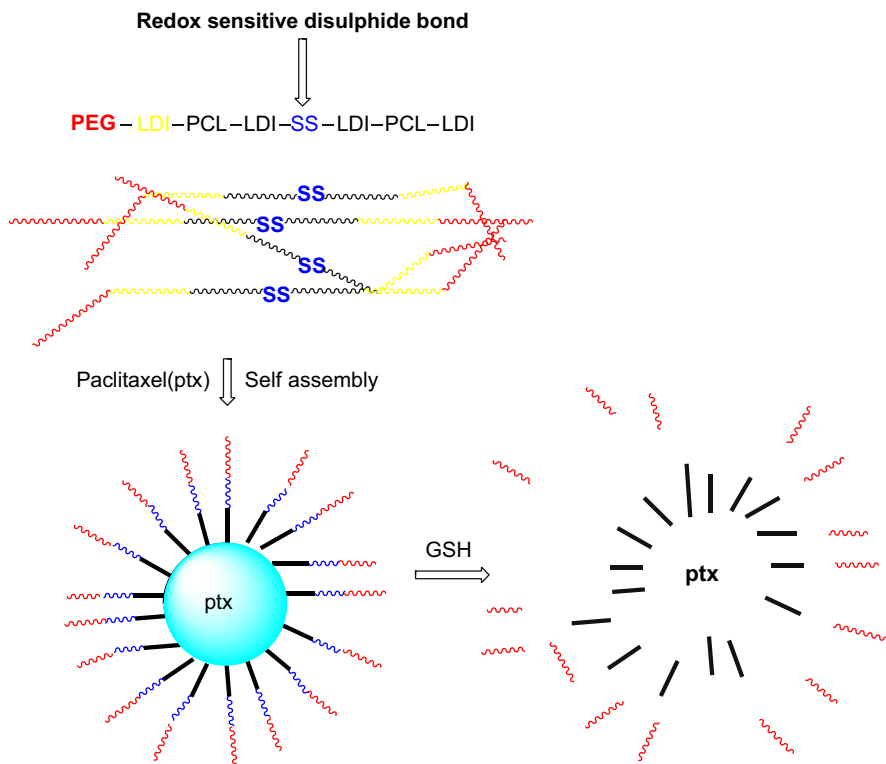 Redox sensitive disulphide bond
PEG – LDI – PCL – LDI – SS – LDI – PCL – LDI
SS
SS
SS
SS
Paclitaxel(ptx) Self assembly
GSH
ptx
ptx